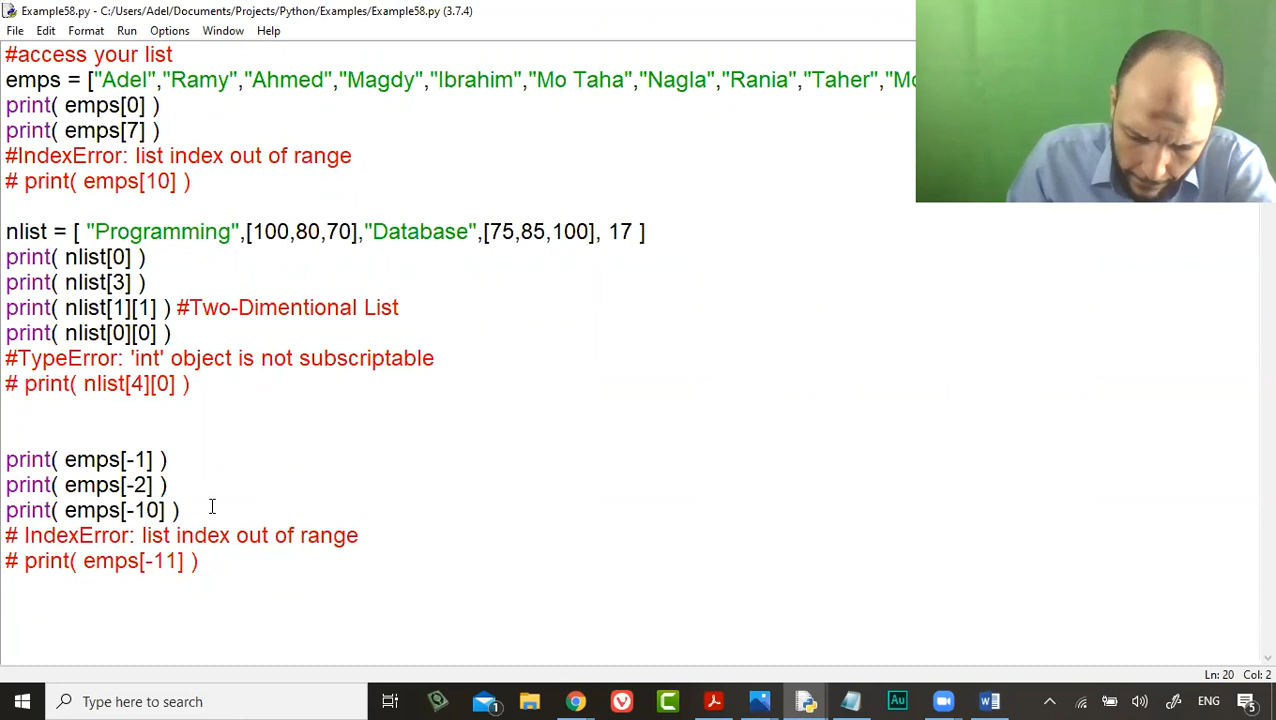 Example58.py - C:/Users/Adel/Documents/Projects/Python/Examples/Example58.py (3.7.4)
File Edit Format Run Options Window Help
#access your list
emps = ["Adel","Ramy","Ahmed","Magdy","Ibrahim","Mo Taha","Nagla","Rania","Taher",
print( emps[0] )
print( emps[7] )
#IndexError: list index out of range
# print( emps[10] )
nlist = [ "Programming",[100,80,70],"Database",[75,85,100], 17 ]
print( nlist[0] )
print( nlist[3] )
print( nlist[1][1] ) #Two-Dimentional List
print( nlist[0][0] )
#TypeError: 'int' object is not subscriptable
# print( nlist[4][0] )
print( emps[-1] )
print( emps[-2] )
print( emps[-10] )
# IndexError: list index out of range
# print( emps[-11] )
Ln: 20 Col: 2
Type here to search
1
Au
ENG
5